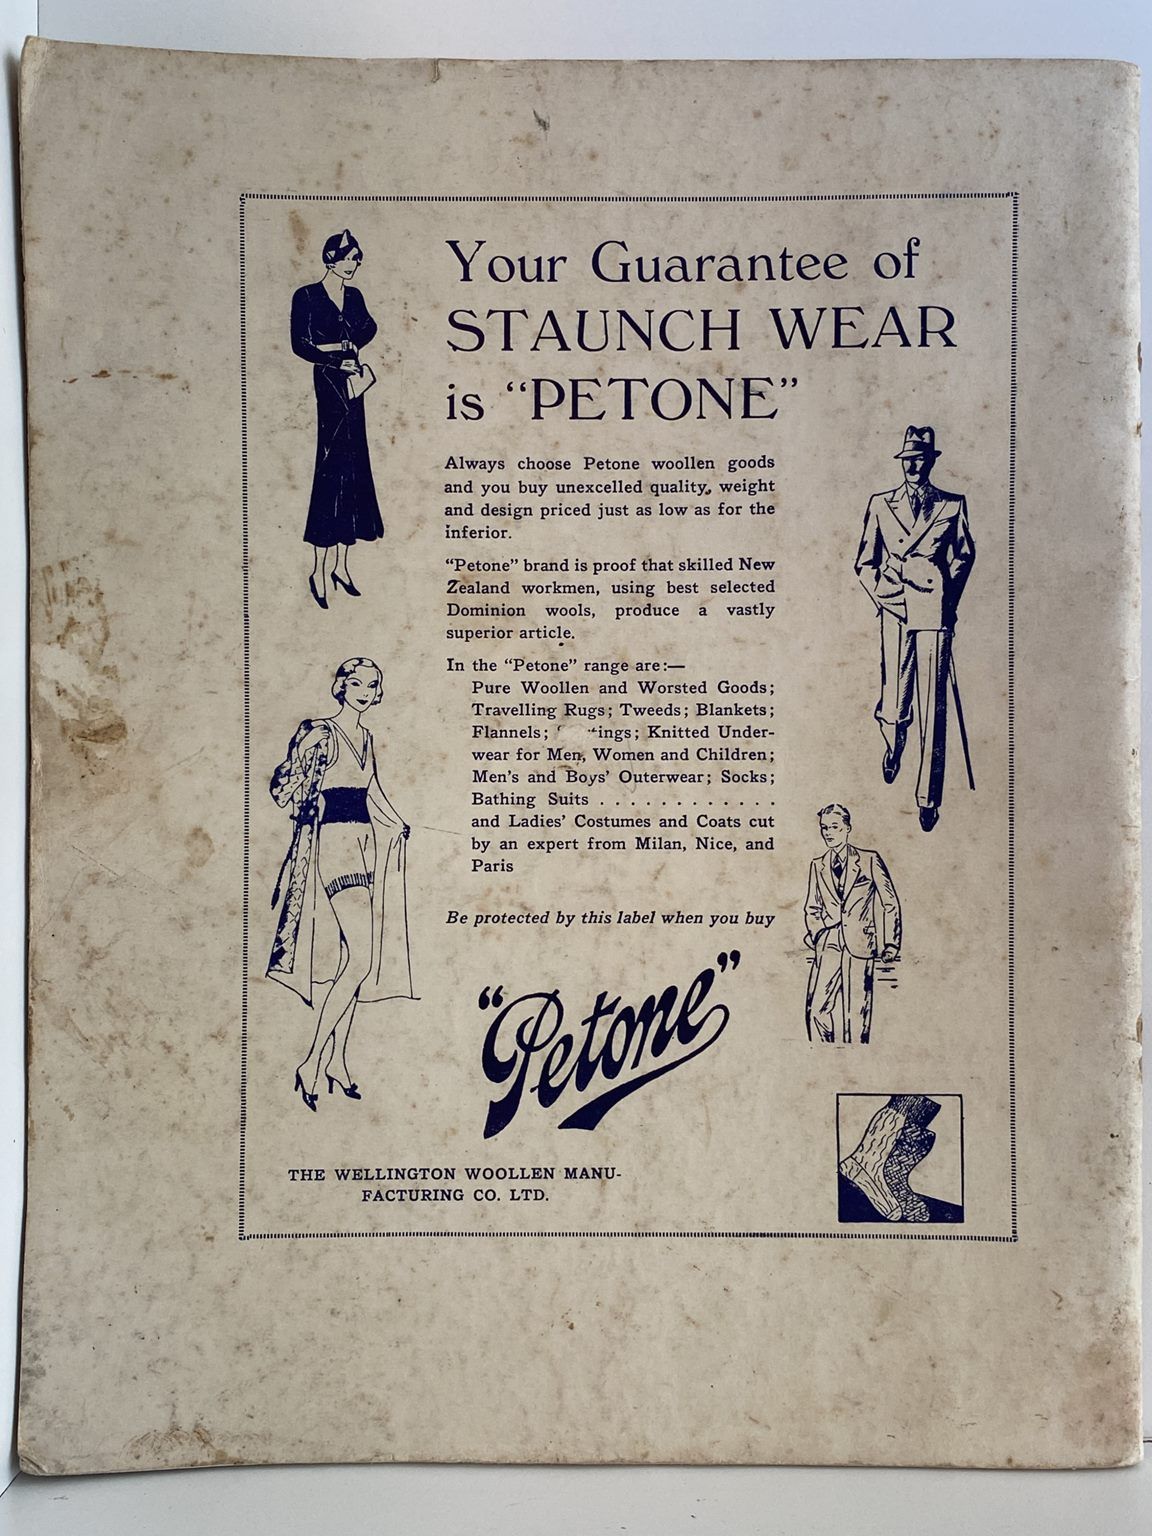 Your Guarantee of
STAUNCH WEAR
is “PETONE”
Always choose Petone woollen goods
and you buy unexcelled quality, weight
and design priced just as low as for the
inferior.
“Petone” brand is proof that skilled New
Zealand workmen, using best selected
Dominion wools, produce a vastly
superior article.
In the “Petone” range are:—
Pure Woollen and Worsted Goods;
Travelling Rugs; Tweeds; Blankets;
Flannels; Knitted Under-
wear for Men, Women and Children;
Men's and Boys' Outerwear; Socks;
Bathing Suits . . . . . . . . . . . .
and Ladies' Costumes and Coats cut
by an expert from Milan, Nice, and
Paris
Be protected by this label when you buy
“Petone”
THE WELLINGTON WOOLLEN MANU-
FACTURING CO. LTD.